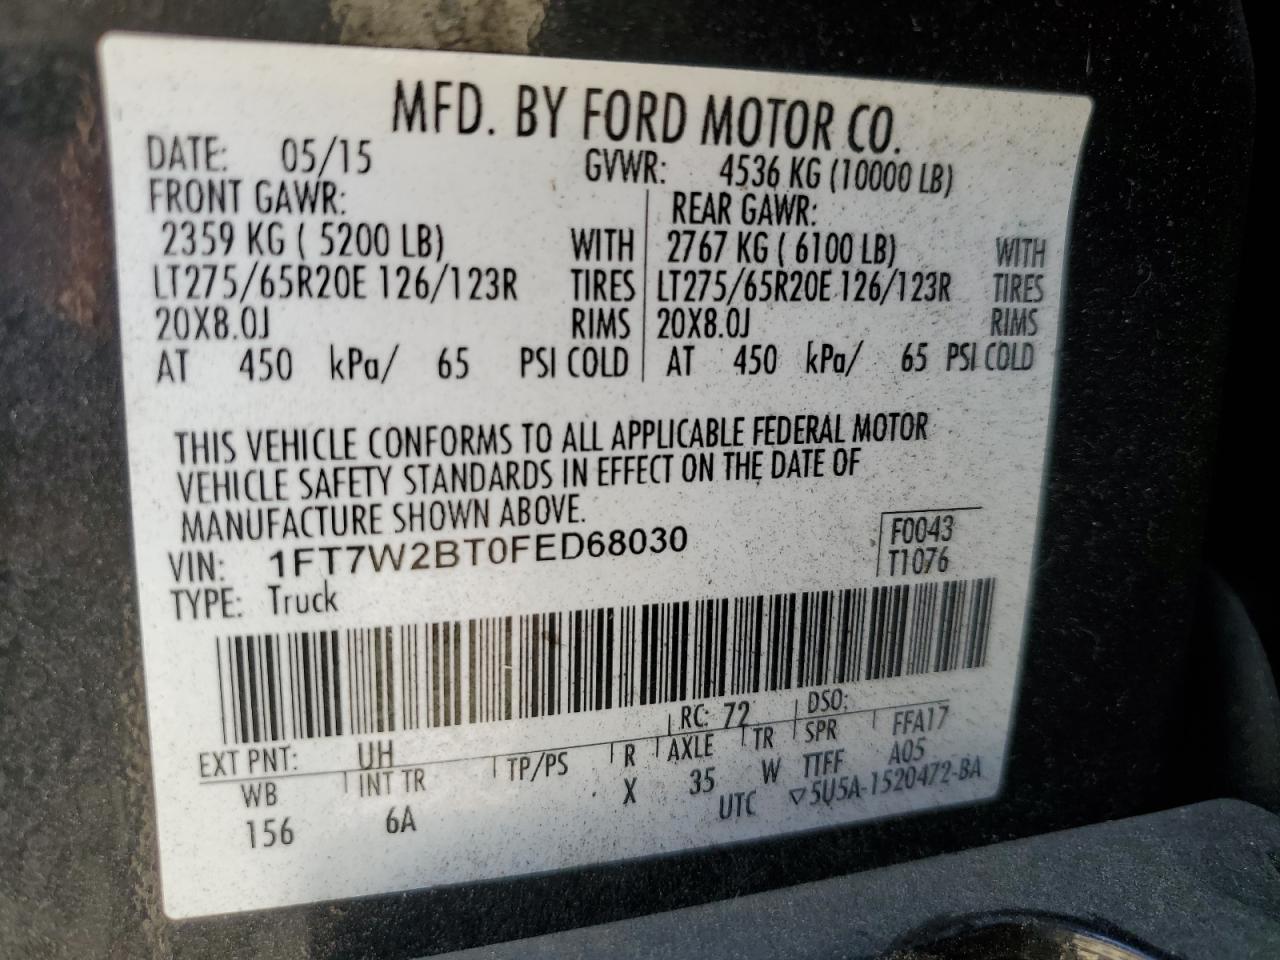 MFD. BY FORD MOTOR CO.
DATE: 05/15 GVWR: 4536 KG (10000 LB)
FRONT GAWR: REAR GAWR:
2359 KG ( 5200 LB) WITH 2767 KG ( 6100 LB) WITH
LT275/65R20E 126/123R TIRES LT275/65R20E 126/123R TIRES
20X8.0J RIMS 20X8.0J RIMS
AT 450 kPa/ 65 PSI COLD AT 450 kPa/ 65 PSI COLD
THIS VEHICLE CONFORMS TO ALL APPLICABLE FEDERAL MOTOR
VEHICLE SAFETY STANDARDS IN EFFECT ON THE DATE OF
MANUFACTURE SHOWN ABOVE.
VIN: 1FT7W2BT0FED68030 F0043
TYPE: Truck T1076
EXT PNT: UH RC: 72 DSO:
WB INT TR TP/PS R AXLE TR SPR FFA17
156 6A X 35 W TTFF A05
UTC ▽5U5A-1520472-BA